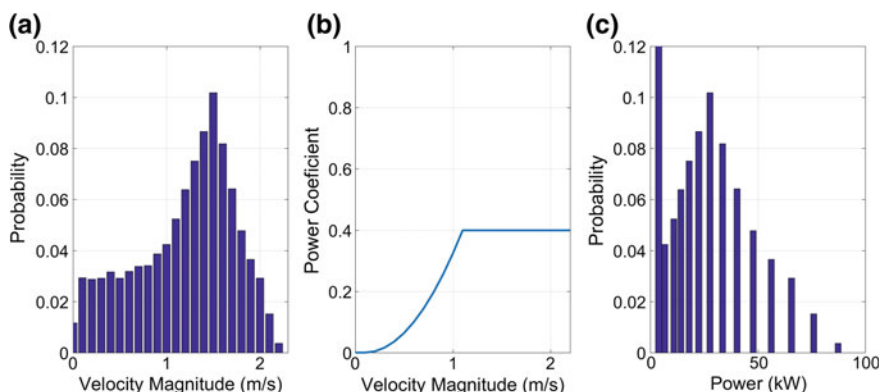 (a)
0.12
0.1
0.08
0.06
0.04
0.02
0
Probability
0 1 2
Velocity Magnitude (m/s)
(b)
1
0.8
0.6
0.4
0.2
0
Power Coeficient
0 1 2
Velocity Magnitude (m/s)
(c)
0.12
0.1
0.08
0.06
0.04
0.02
0
Probability
0 50 100
Power (kW)